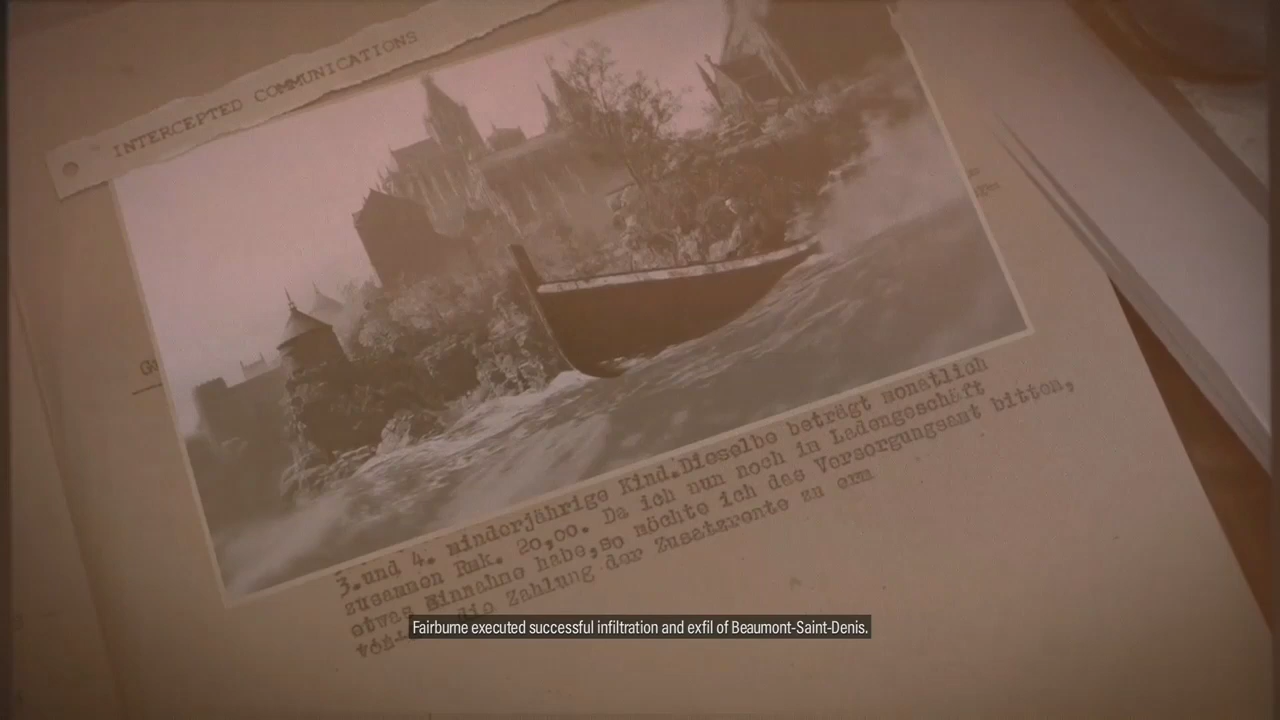 INTERCEPTED COMMUNICATIONS
3.und 4. minderjährige Kind.Dieselbe beträgt monatlich
zusammen Rmk. 20,00. Da ich nun noch in Ladengeschäft
etwas Einnahme habe,so möchte ich das Versorgungsamt bitten,
die Zahlung der Zusatzrente zu erm
Fairburne executed successful infiltration and exfil of Beaumont-Saint-Denis.